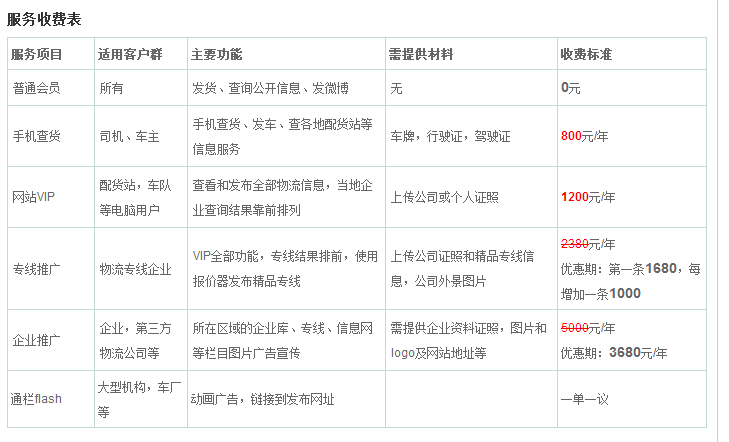 服务收费表
服务项目 适用客户群 主要功能 需提供材料 收费标准
普通会员 所有 发货、查询公开信息、发微博 无 0元
手机查货 司机、车主 手机查货、发车、查各地配货站等
信息服务 车牌，行驶证，驾驶证 800元/年
网站VIP 配货站，车队
等电脑用户 查看和发布全部物流信息，当地企
业查询结果靠前排列 上传公司或个人证照 1200元/年
专线推广 物流专线企业 VIP全部功能，专线结果排前，使用
报价器发布精品专线 上传公司证照和精品专线信
息，公司外景图片 2380元/年
优惠期：第一条1680，每
增加一条1000
企业推广 企业，第三方
物流公司等 所在区域的企业库、专线、信息网
等栏目图片广告宣传 需提供企业资料证照，图片和
logo及网站地址等 5000元/年
优惠期：3680元/年
通栏flash 大型机构，车厂
等 动画广告，链接到发布网址 一单一议